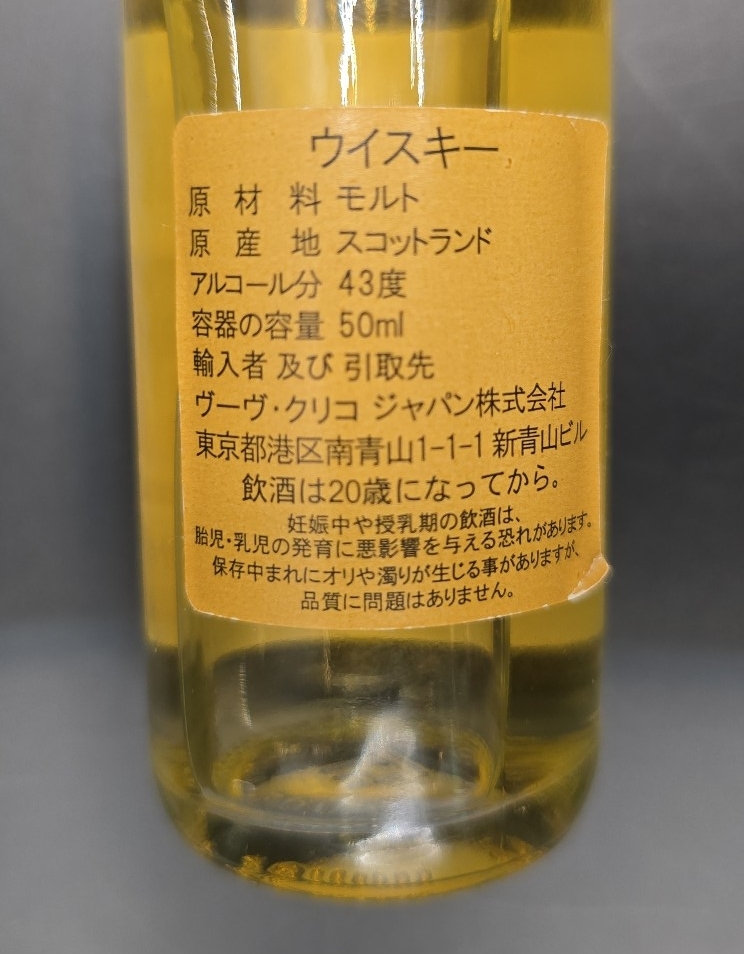 ウイスキー
原材料 モルト
原産地 スコットランド
アルコール分 43度
容器の容量 50ml
輸入者 及び 引取先
ヴーヴ・クリコ ジャパン株式会社
東京都港区南青山1-1-1 新青山ビル
飲酒は20歳になってから。
妊娠中や授乳期の飲酒は、
胎児・乳児の発育に悪影響を与える恐れがあります。
保存中まれにオリや濁りが生じる事がありますが、
品質に問題はありません。